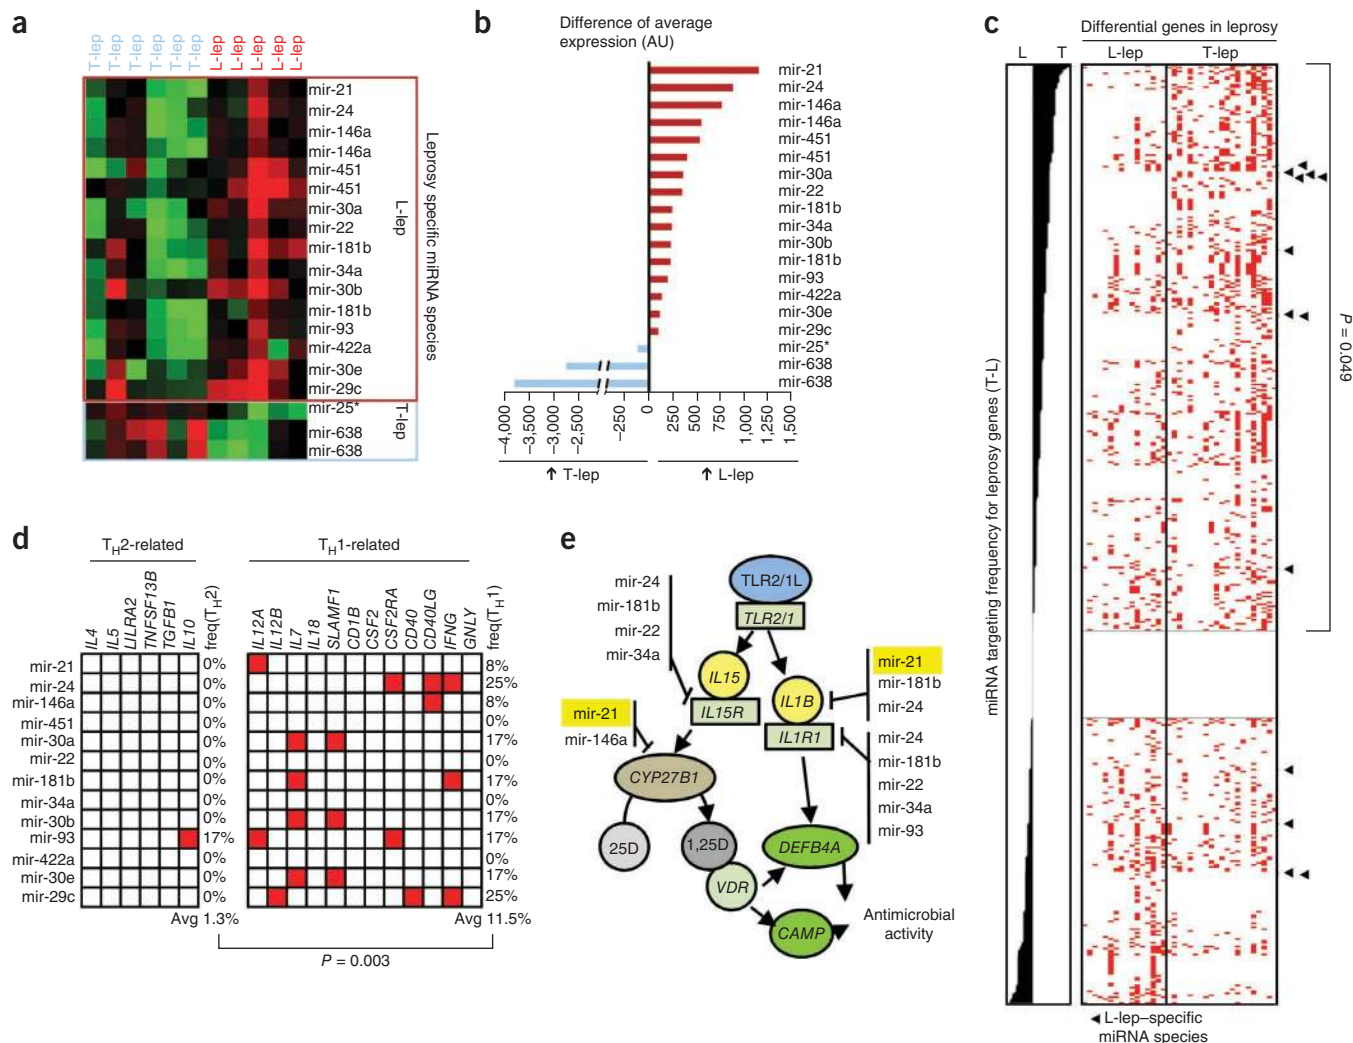 a
T-lep
T-lep
T-lep
T-lep
T-lep
T-lep
L-lep
L-lep
L-lep
L-lep
L-lep
mir-21
mir-24
mir-146a
mir-146a
mir-451
mir-451
mir-30a
mir-22
mir-181b
mir-34a
mir-30b
mir-181b
mir-93
mir-422a
mir-30e
mir-29c
mir-25*
mir-638
mir-638
L-lep
T-lep
Leprosy specific miRNA species
b
Difference of average
expression (AU)
mir-21
mir-24
mir-146a
mir-146a
mir-451
mir-451
mir-30a
mir-22
mir-181b
mir-34a
mir-30b
mir-181b
mir-93
mir-422a
mir-30e
mir-29c
mir-25*
mir-638
mir-638
-4,000
-3,500
-3,000
-2,500
-250
0
250
500
750
1,000
1,250
1,500
↑ T-lep
↑ L-lep
c
Differential genes in leprosy
L T L-lep T-lep
miRNA targeting frequency for leprosy genes (T-L)
P = 0.049
◄ L-lep–specific
miRNA species
d
TH2-related
TH1-related
IL4
IL5
LILRA2
TNFSF13B
TGFB1
IL10
freq(TH2)
IL12A
IL12B
IL7
IL18
SLAMF1
CD1B
CSF2
CSF2RA
CD40
CD40LG
IFNG
GNLY
freq(TH1)
mir-21 0% 8%
mir-24 0% 25%
mir-146a 0% 8%
mir-451 0% 0%
mir-30a 0% 17%
mir-22 0% 0%
mir-181b 0% 17%
mir-34a 0% 0%
mir-30b 0% 17%
mir-93 17% 17%
mir-422a 0% 0%
mir-30e 0% 17%
mir-29c 0% 25%
Avg 1.3% Avg 11.5%
P = 0.003
e
mir-24
mir-181b
mir-22
mir-34a
TLR2/1L
TLR2/1
IL15
IL15R
IL1B
IL1R1
mir-21
mir-181b
mir-24
mir-24
mir-181b
mir-22
mir-34a
mir-93
mir-21
mir-146a
CYP27B1
25D
1,25D
VDR
DEFB4A
CAMP
Antimicrobial
activity